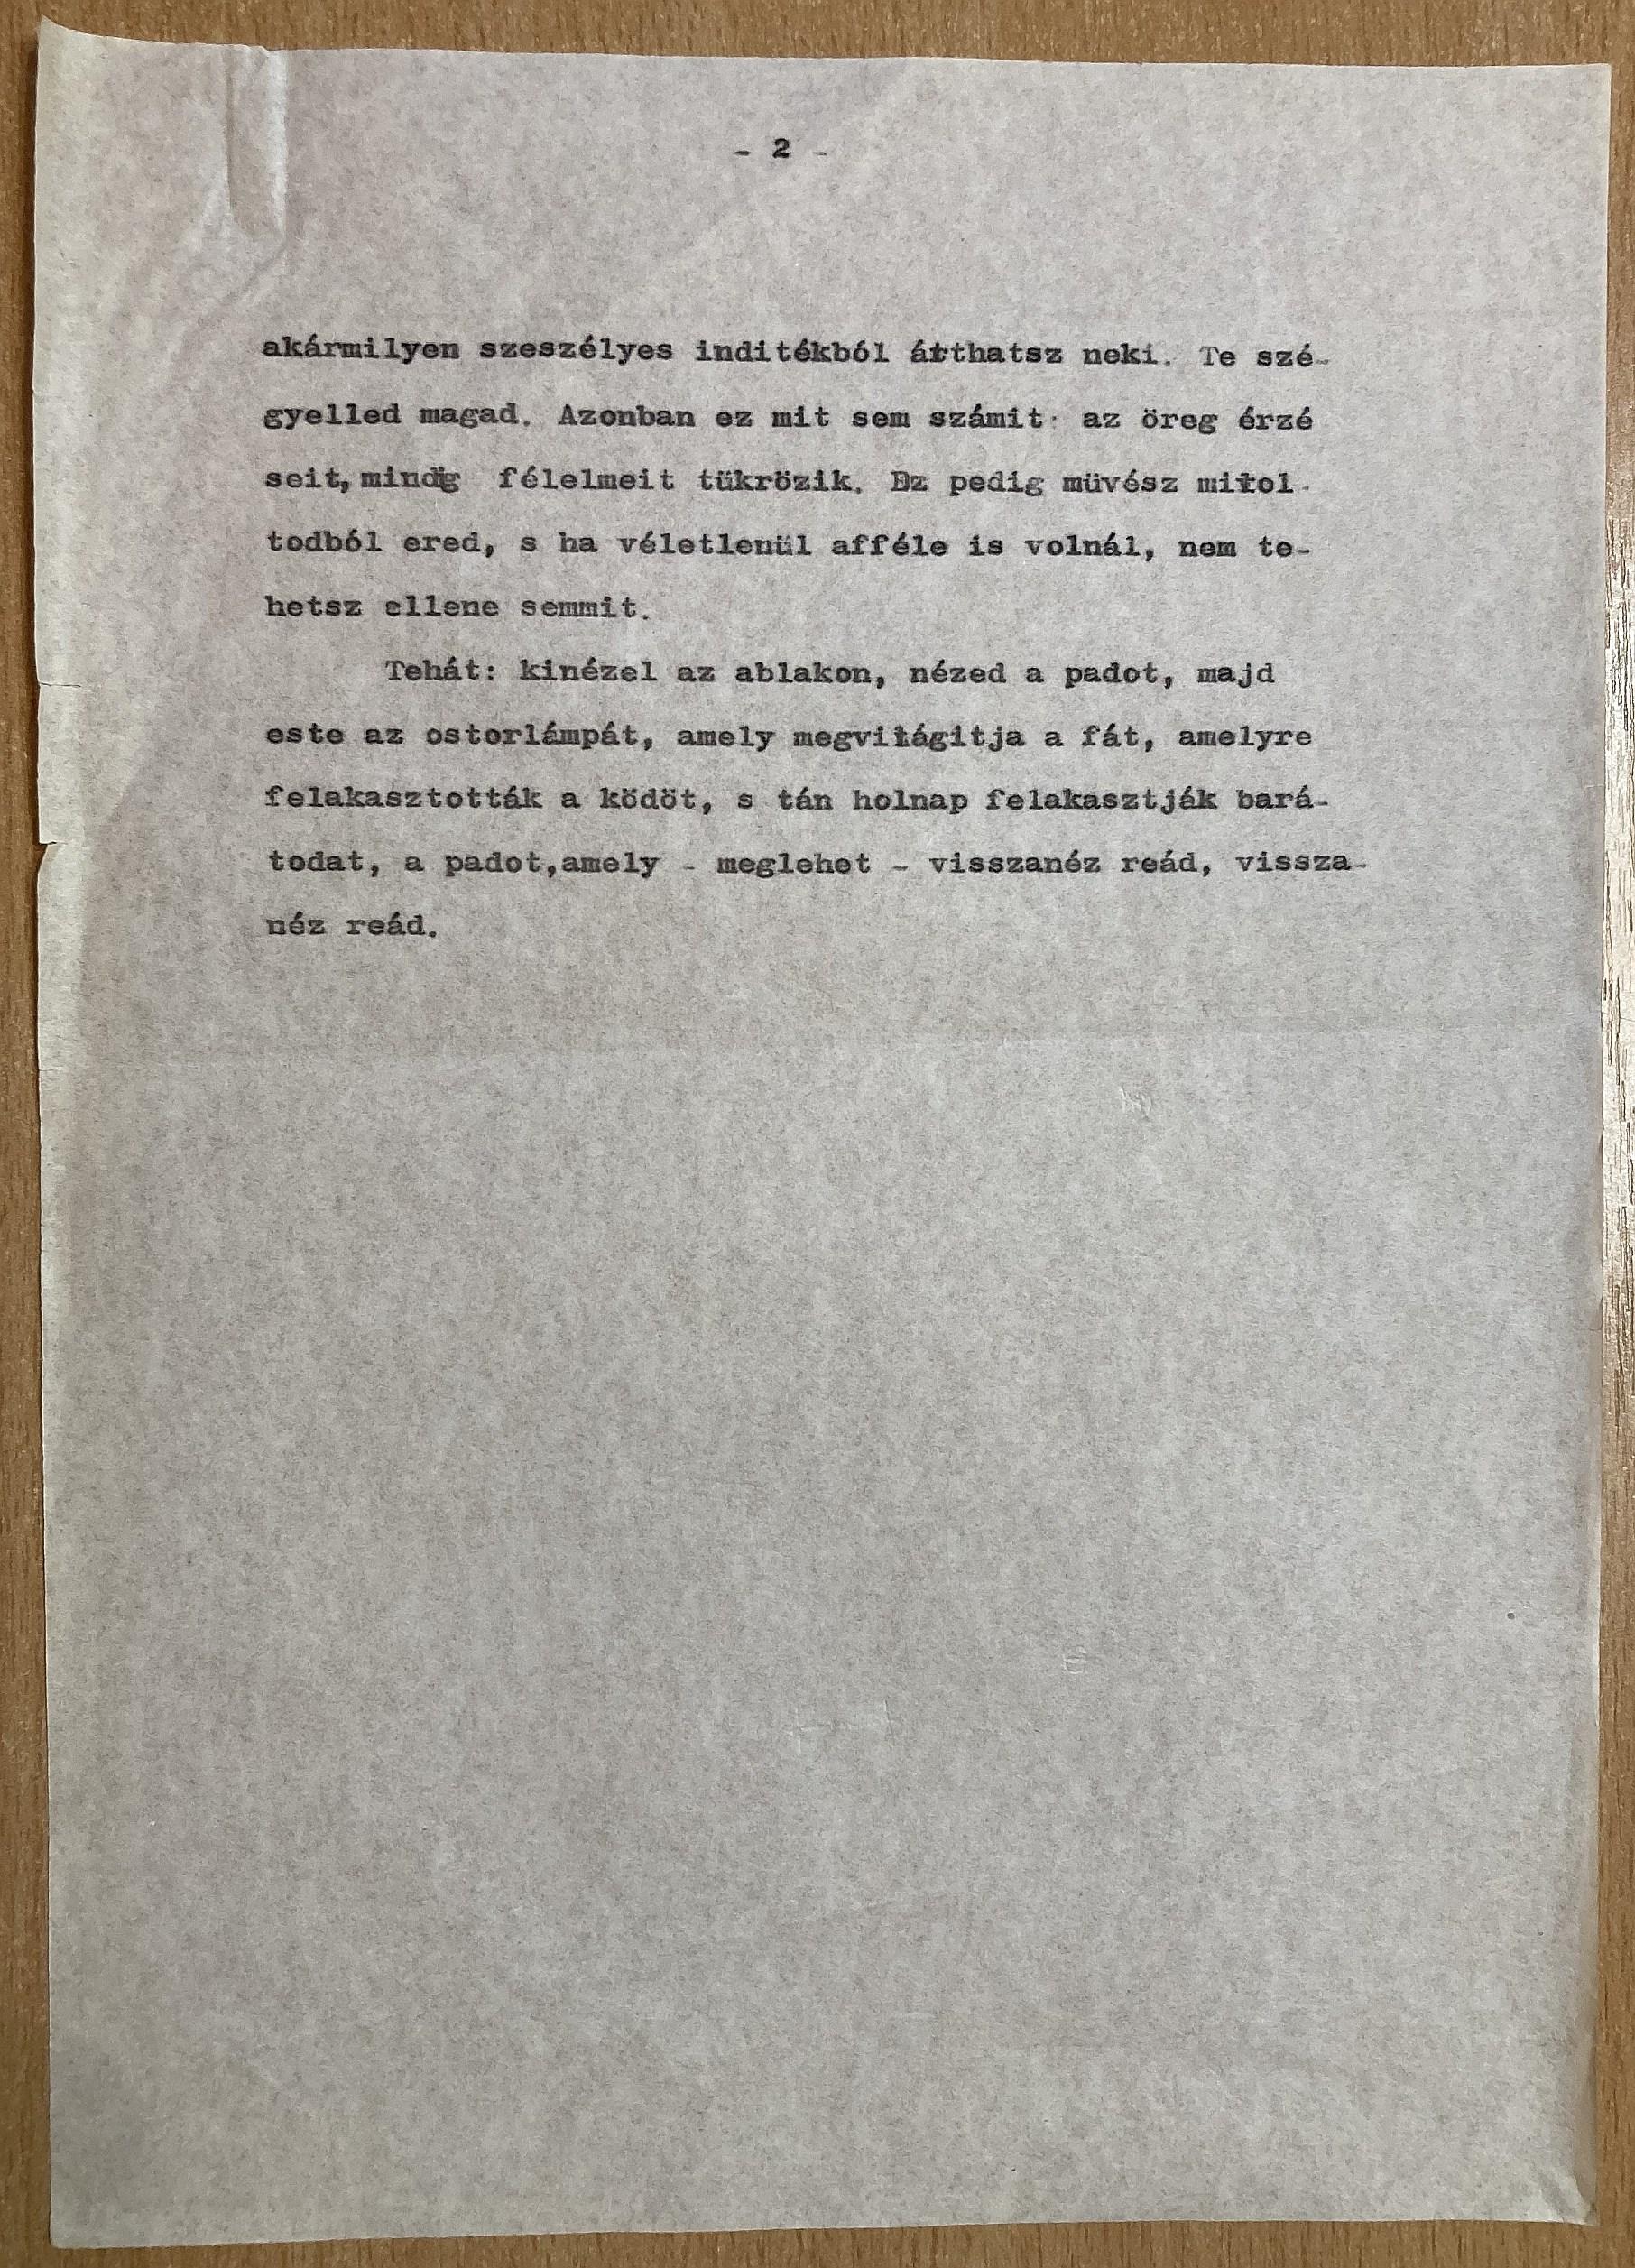 - 2 -
akármilyen szeszélyes inditékból árthatsz neki. Te szé-
gyelled magad. Azonban ez mit sem számit: az öreg érzé
seit, mindig félelmeit tükrözik. Ez pedig müvész mitol-
todból ered, s ha véletlenül afféle is volnál, nem te-
hetsz ellene semmit.
Tehát: kinézel az ablakon, nézed a padot, majd
este az ostorlámpát, amely megvilágitja a fát, amelyre
felakasztották a ködöt, s tán holnap felakasztják bará-
todat, a padot,amely - meglehet - visszanéz reád, vissza-
néz reád.